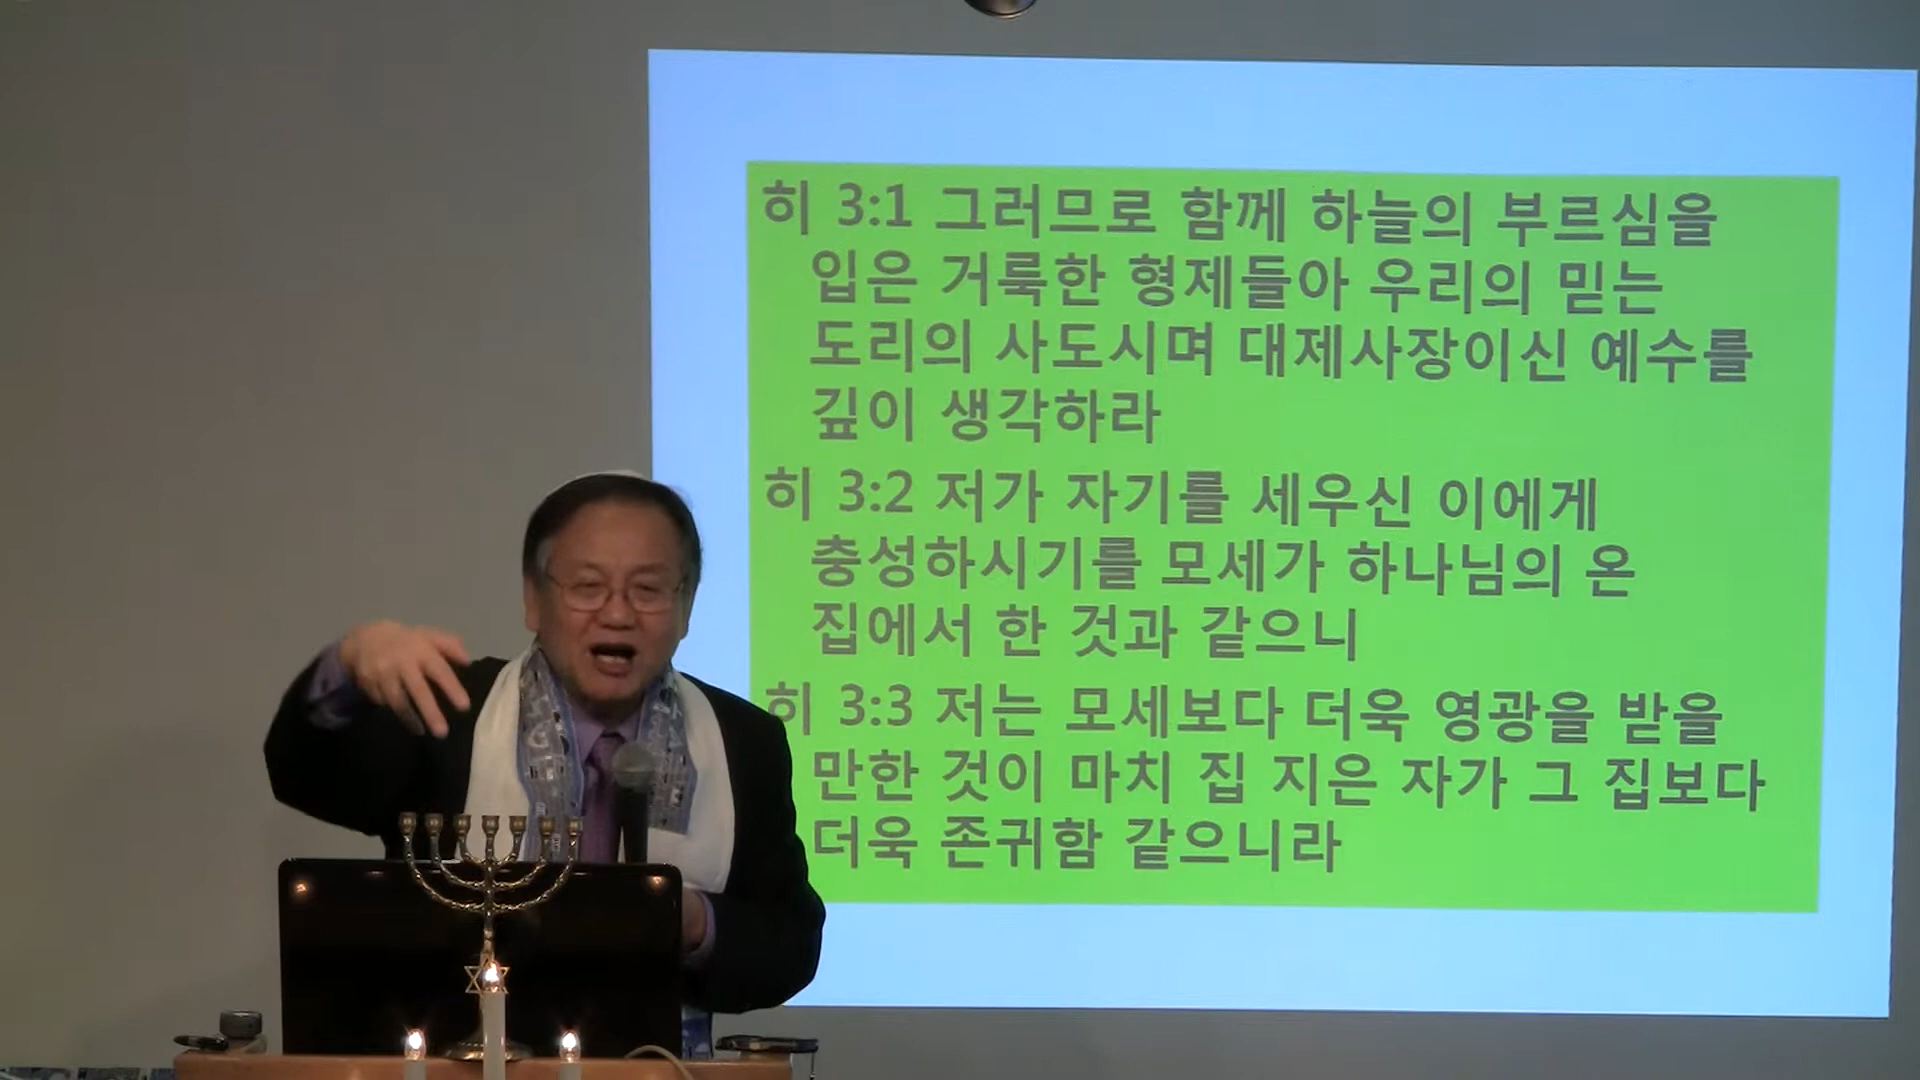 히 3:1 그러므로 함께 하늘의 부르심을
입은 거룩한 형제들아 우리의 믿는
도리의 사도시며 대제사장이신 예수를
깊이 생각하라
히 3:2 저가 자기를 세우신 이에게
충성하시기를 모세가 하나님의 온
집에서 한 것과 같으니
히 3:3 저는 모세보다 더욱 영광을 받을
만한 것이 마치 집 지은 자가 그 집보다
더욱 존귀함 같으니라